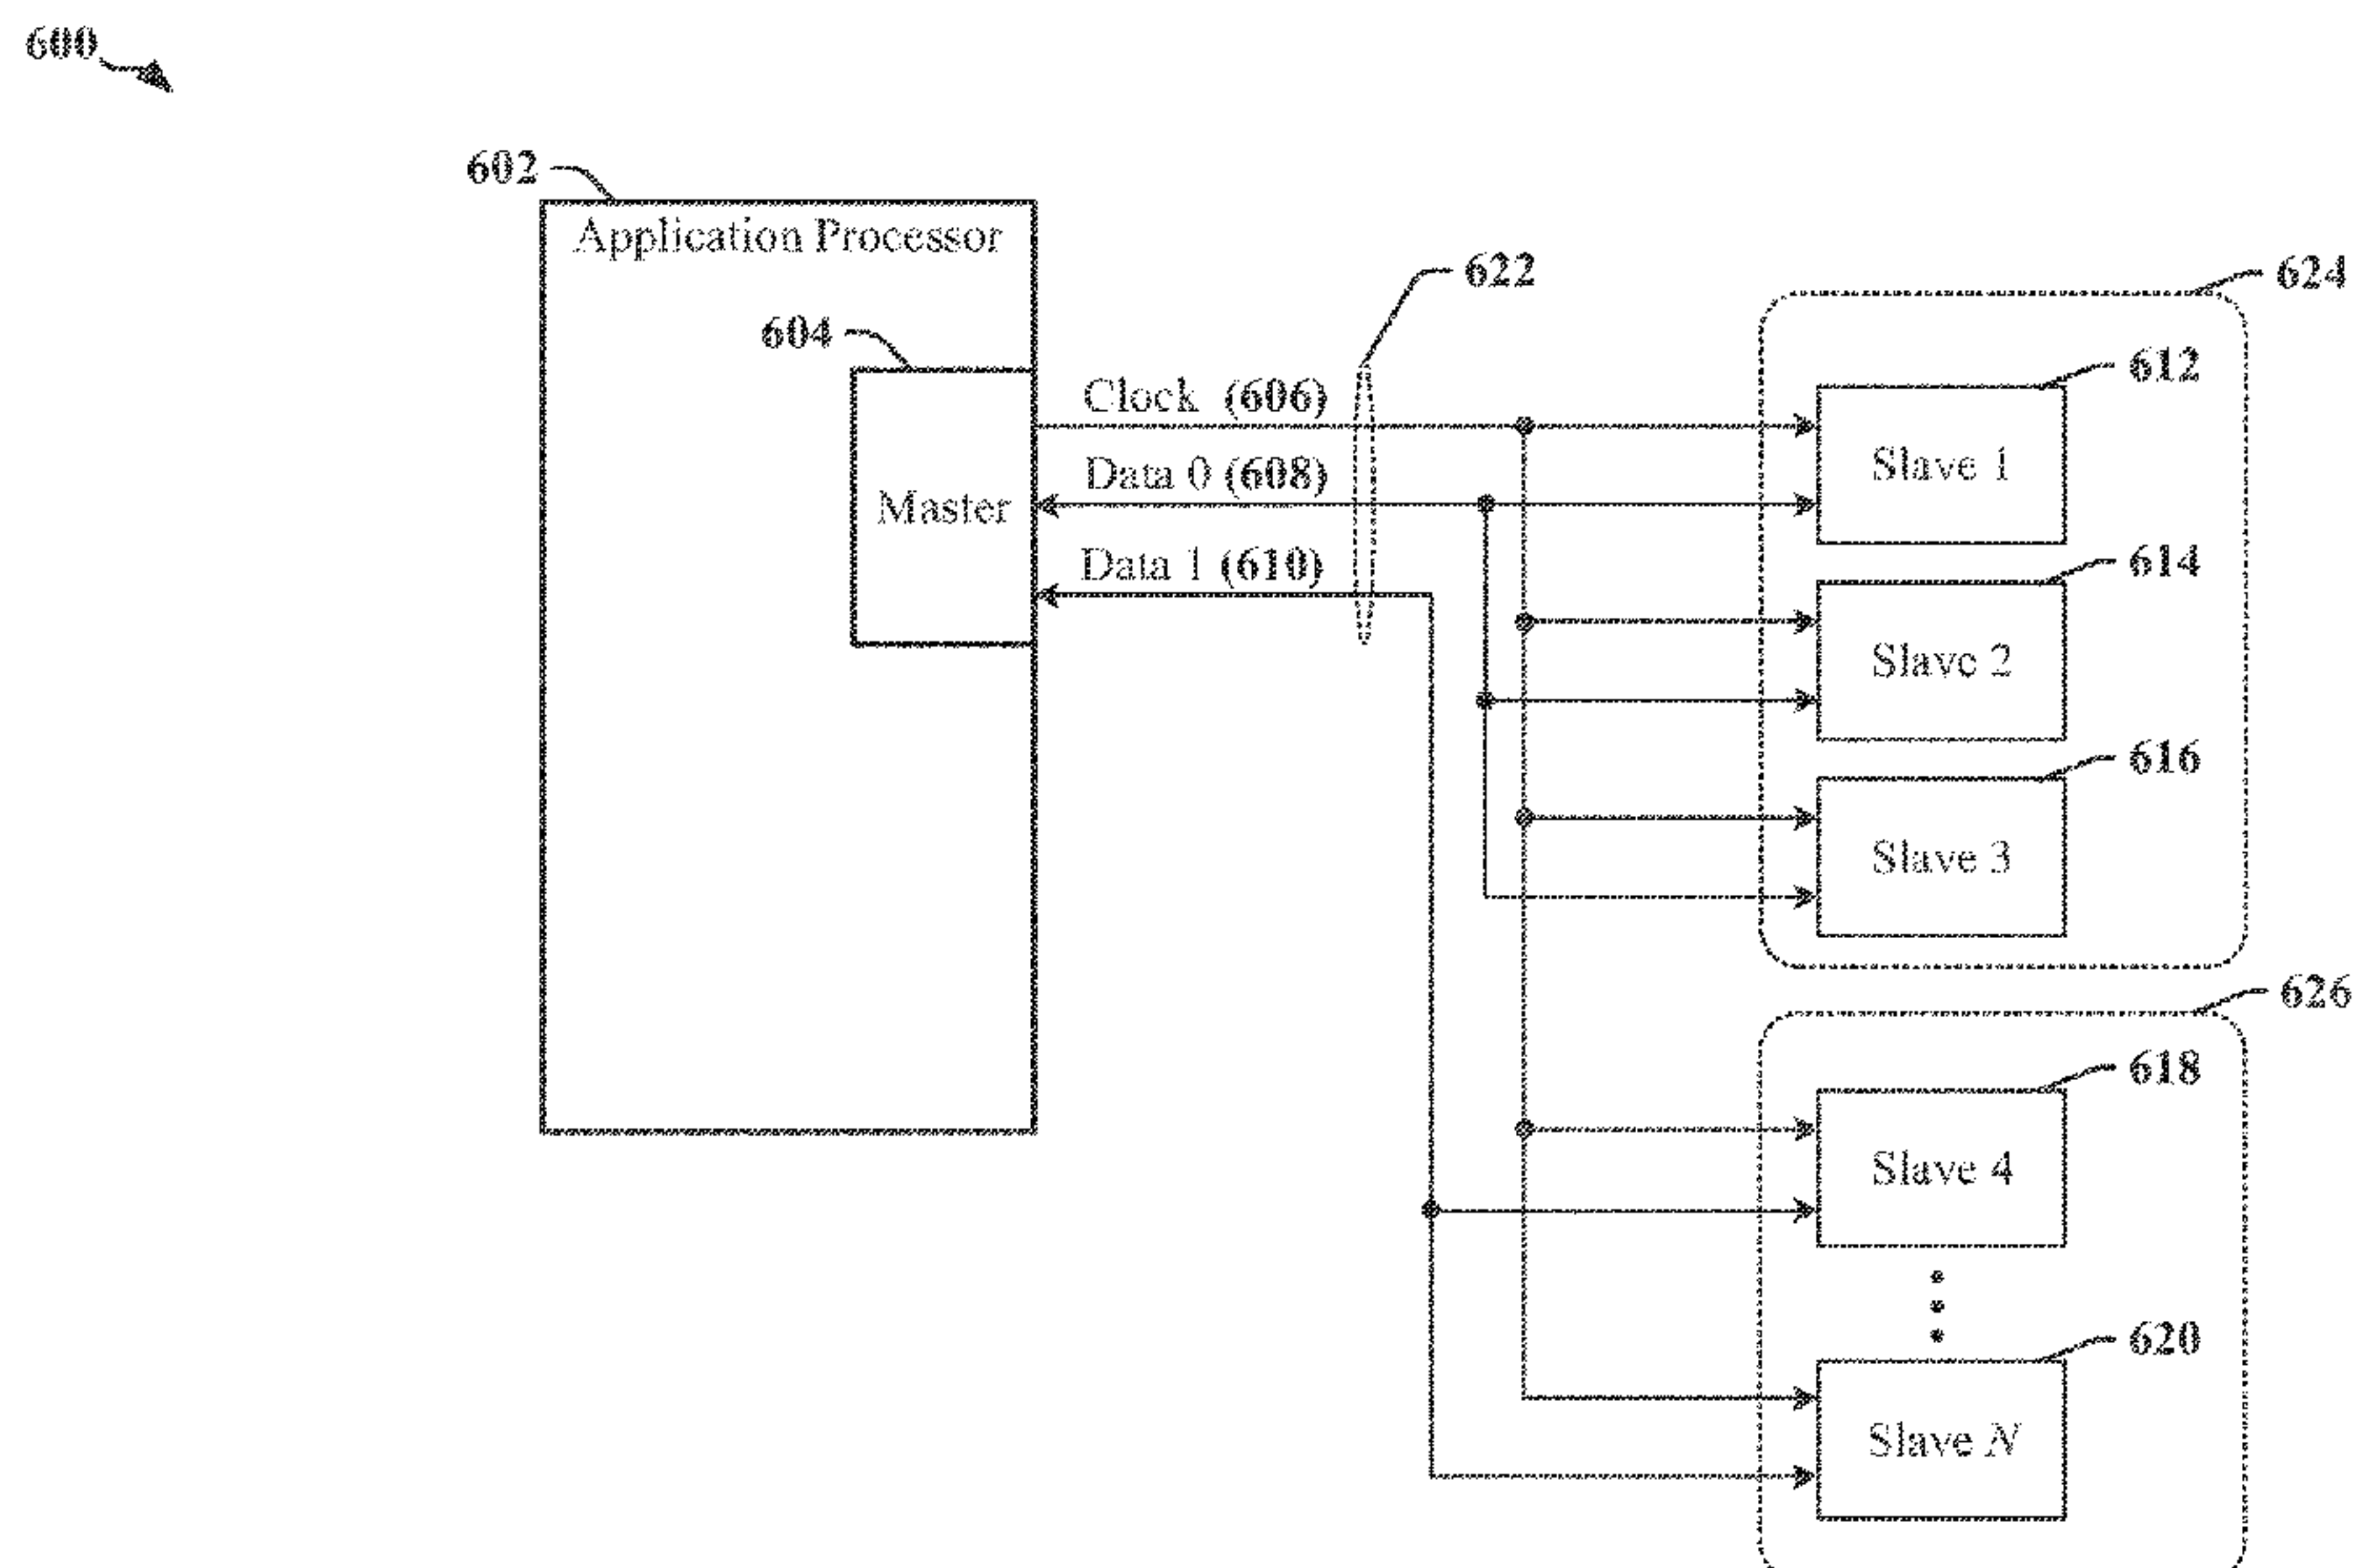 600
602
Application Processor
622
624
604
612
Clock (606)
Slave 1
Data 0 (608)
Master
Data 1 (610)
614
Slave 2
616
Slave 3
626
618
Slave 4
620
Slave N